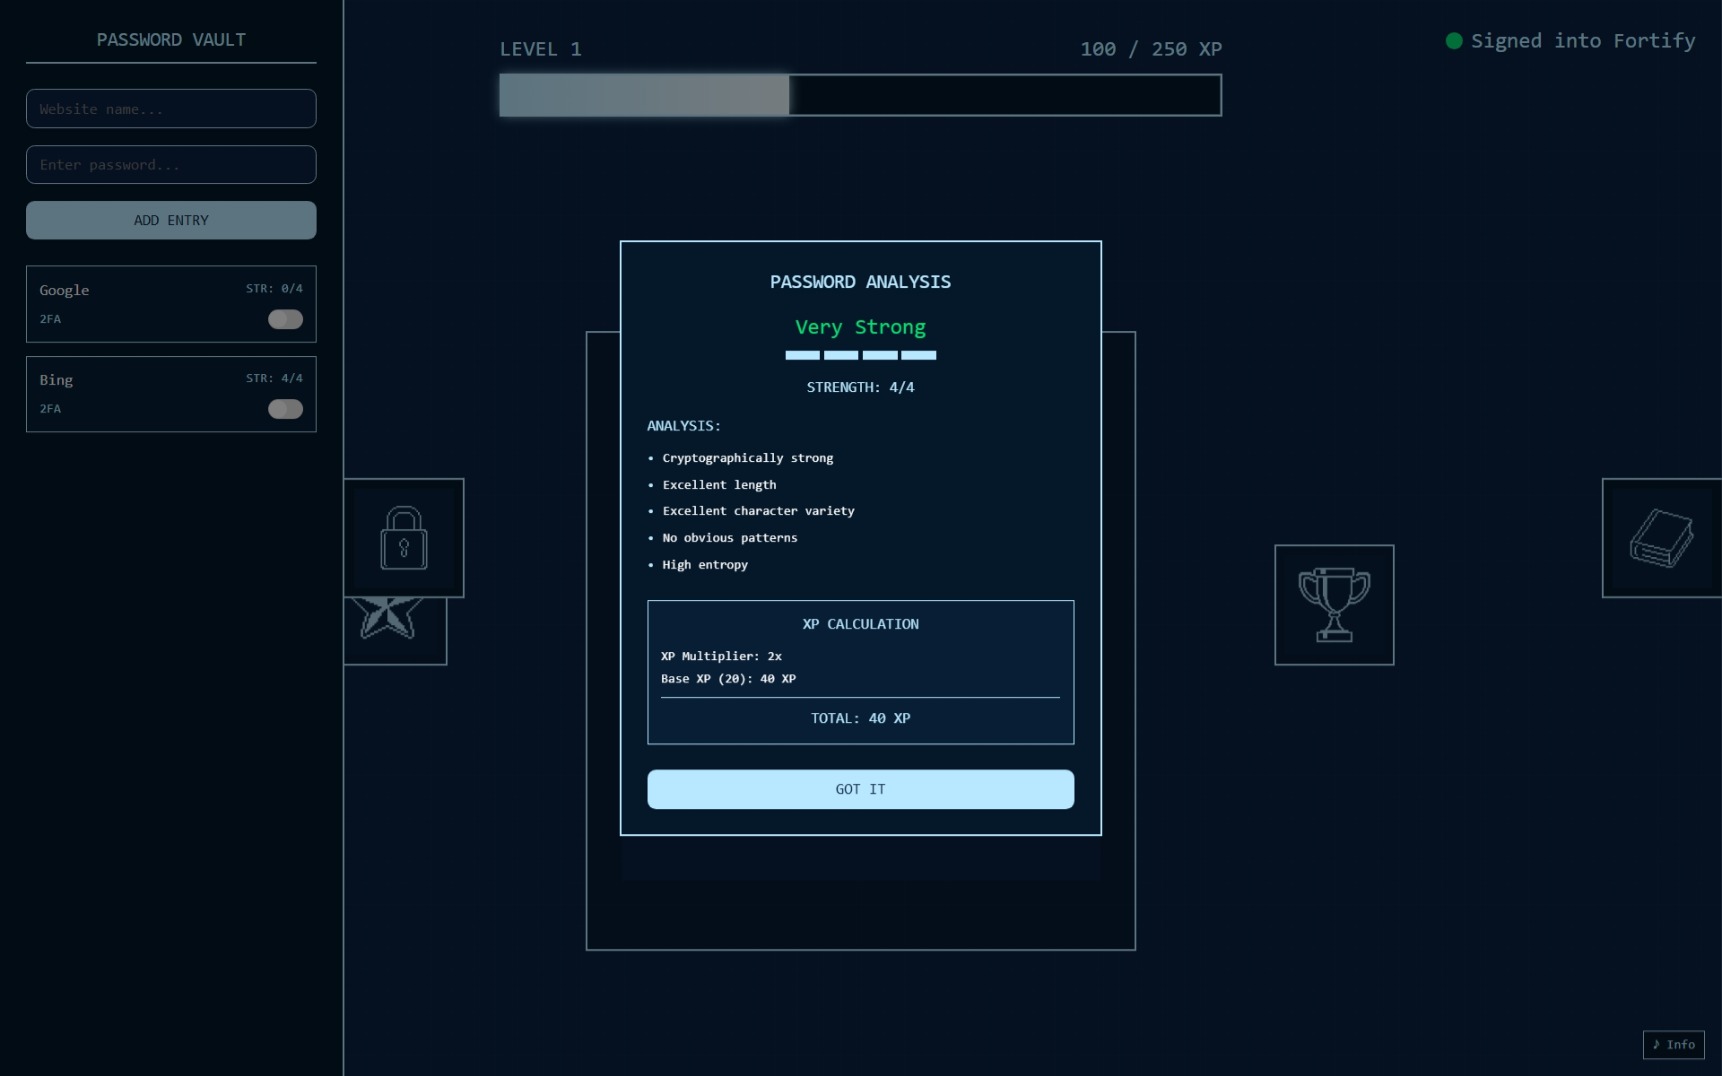 PASSWORD VAULT
Website name...
Enter password...
ADD ENTRY
Google STR: 0/4
2FA
Bing STR: 4/4
2FA
LEVEL 1 100 / 250 XP
Signed into Fortify
PASSWORD ANALYSIS
Very Strong
STRENGTH: 4/4
ANALYSIS:
• Cryptographically strong
• Excellent length
• Excellent character variety
• No obvious patterns
• High entropy
XP CALCULATION
XP Multiplier: 2x
Base XP (20): 40 XP
TOTAL: 40 XP
GOT IT
♪ Info